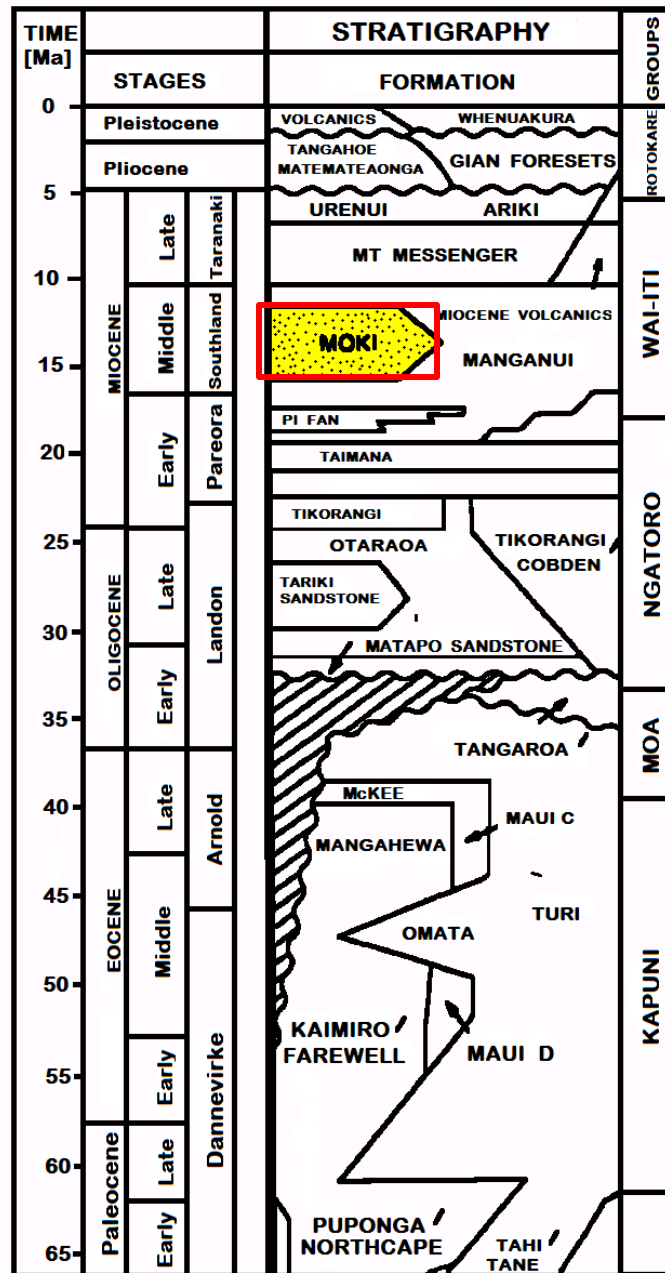 TIME
[Ma]
STRATIGRAPHY
GROUPS
STAGES
FORMATION
0
Pleistocene
VOLCANICS
WHENUAKURA
ROTOKARE
Pliocene
TANGAHOE
MATEMATEAONGA
GIAN FORESETS
5
MIOCENE
Late
Taranaki
URENUI
ARIKI
WAI-ITI
MT MESSENGER
10
Middle
Southland
MOKI
MIOCENE VOLCANICS
MANGANUI
15
Early
Pareora
PI FAN
NGATORO
20
TAIMANA
Landon
TIKORANGI
25
OLIGOCENE
Late
OTARAOA
TIKORANGI
COBDEN
TARIKI
SANDSTONE
30
MATAPO SANDSTONE
Early
35
MOA
TANGAROA
EOCENE
Late
Arnold
McKEE
40
MAUI C
KAPUNI
MANGAHEWA
45
Middle
Dannevirke
TURI
OMATA
50
KAIMIRO
FAREWELL
MAUI D
Early
55
Paleocene
Late
60
Early
PUPONGA
NORTHCAPE
TAHI
TANE
65